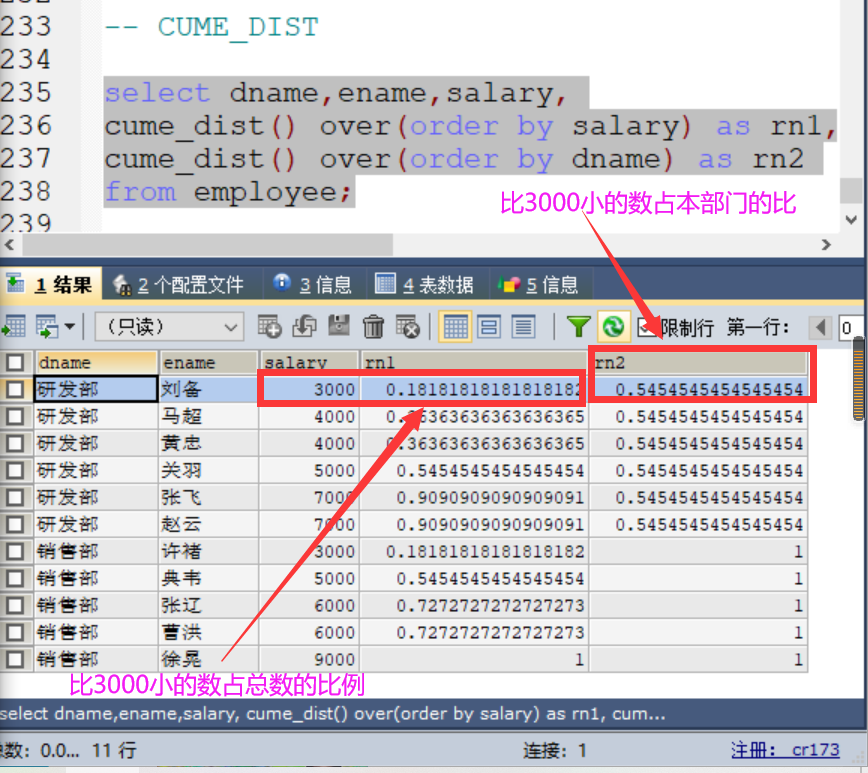 233 -- CUME_DIST
234
235 select dname,ename,salary,
236 cume_dist() over(order by salary) as rn1,
237 cume_dist() over(order by dname) as rn2
238 from employee;
239
比3000小的数占本部门的比
1 结果 2 个配置文件 3 信息 4 表数据 5 信息
(只读) 限制行 第一行: 0
dname ename salary rn1 rn2
研发部 刘备 3000 0.18181818181818182 0.5454545454545454
研发部 马超 4000 0.36363636363636365 0.5454545454545454
研发部 黄忠 4000 0.36363636363636365 0.5454545454545454
研发部 关羽 5000 0.5454545454545454 0.5454545454545454
研发部 张飞 7000 0.9090909090909091 0.5454545454545454
研发部 赵云 7000 0.9090909090909091 0.5454545454545454
销售部 许褚 3000 0.18181818181818182 1
销售部 典韦 5000 0.5454545454545454 1
销售部 张辽 6000 0.7272727272727273 1
销售部 曹洪 6000 0.7272727272727273 1
销售部 徐晃 9000 1 1
比3000小的数占总数的比例
select dname,ename,salary, cume_dist() over(order by salary) as rn1, cum...
总数: 0.0... 11 行 连接: 1 注册: cr173